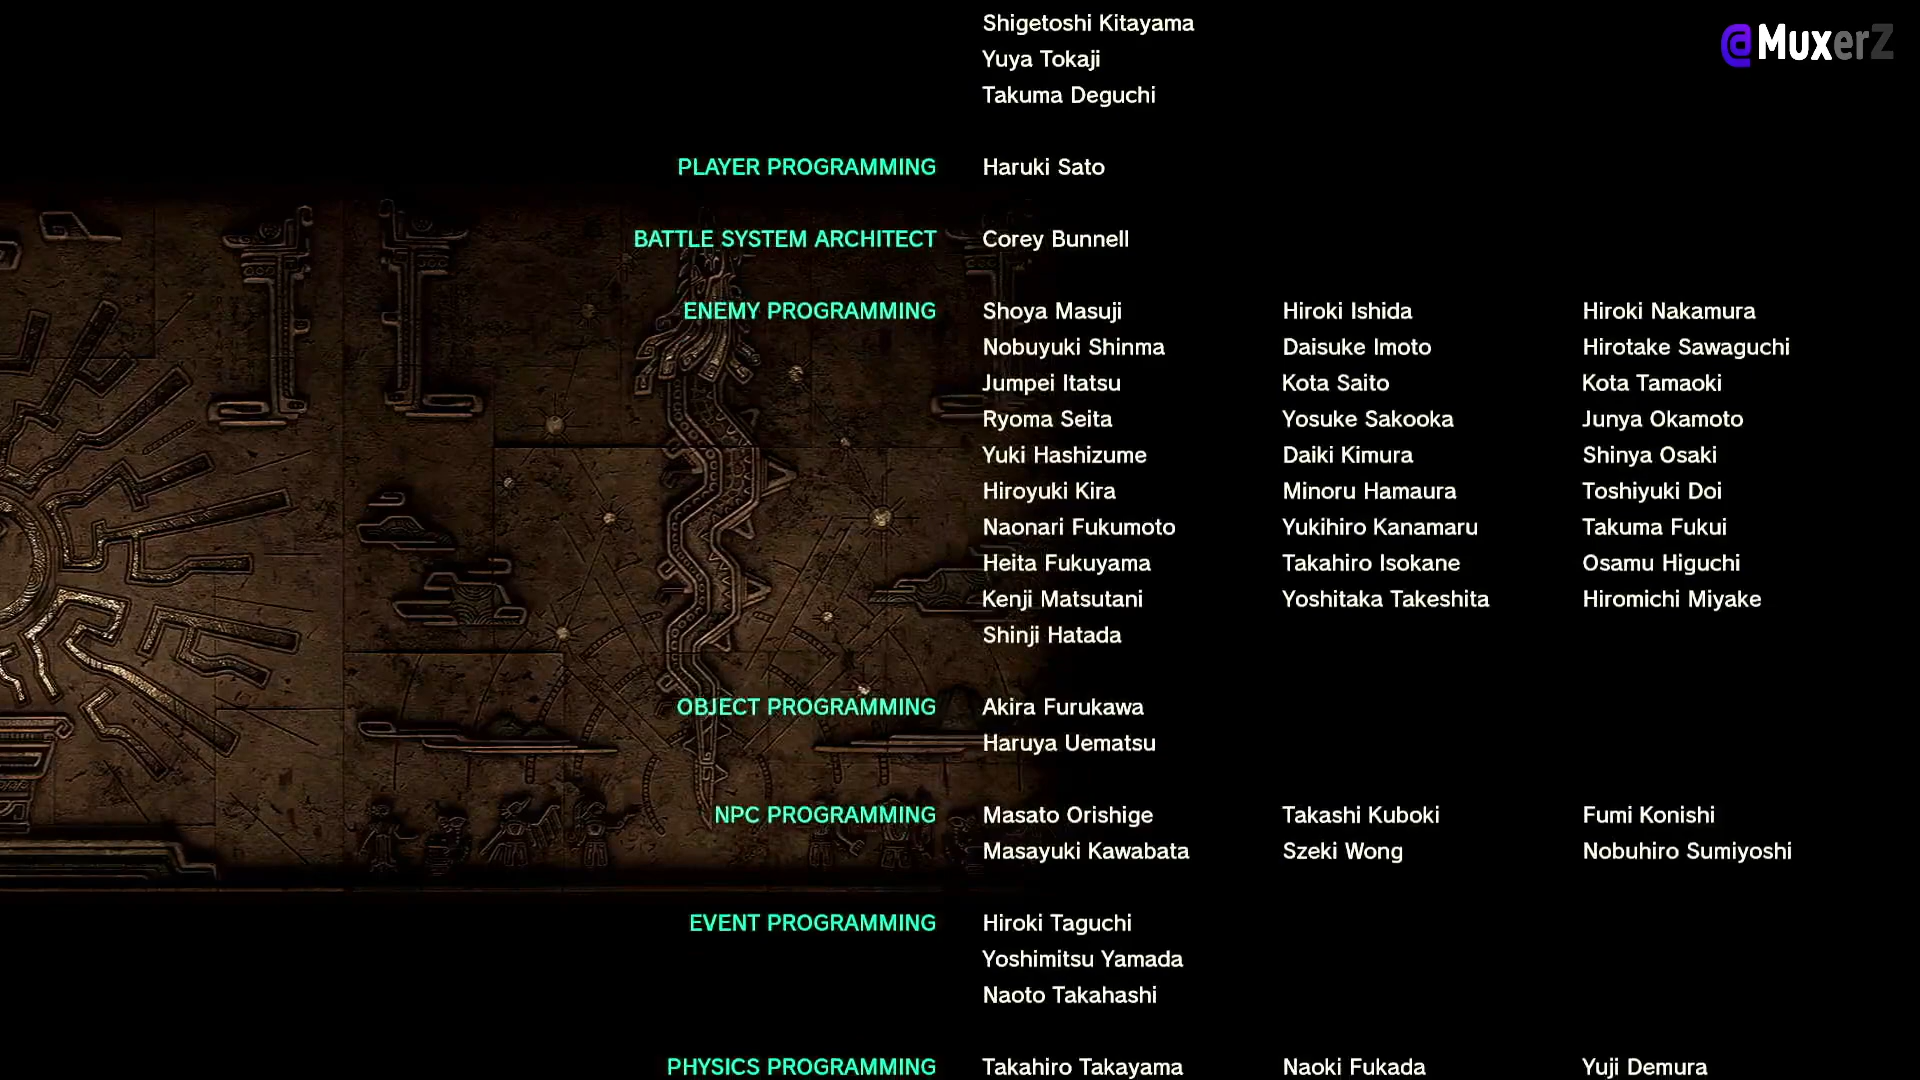 Shigetoshi Kitayama
@MuxerZ
Yuya Tokaji
Takuma Deguchi
PLAYER PROGRAMMING Haruki Sato
BATTLE SYSTEM ARCHITECT Corey Bunnell
ENEMY PROGRAMMING Shoya Masuji Hiroki Ishida Hiroki Nakamura
Nobuyuki Shinma Daisuke Imoto Hirotake Sawaguchi
Jumpei Itatsu Kota Saito Kota Tamaoki
Ryoma Seita Yosuke Sakooka Junya Okamoto
Yuki Hashizume Daiki Kimura Shinya Osaki
Hiroyuki Kira Minoru Hamaura Toshiyuki Doi
Naonari Fukumoto Yukihiro Kanamaru Takuma Fukui
Heita Fukuyama Takahiro Isokane Osamu Higuchi
Kenji Matsutani Yoshitaka Takeshita Hiromichi Miyake
Shinji Hatada
OBJECT PROGRAMMING Akira Furukawa
Haruya Uematsu
NPC PROGRAMMING Masato Orishige Takashi Kuboki Fumi Konishi
Masayuki Kawabata Szeki Wong Nobuhiro Sumiyoshi
EVENT PROGRAMMING Hiroki Taguchi
Yoshimitsu Yamada
Naoto Takahashi
PHYSICS PROGRAMMING Takahiro Takayama Naoki Fukada Yuji Demura